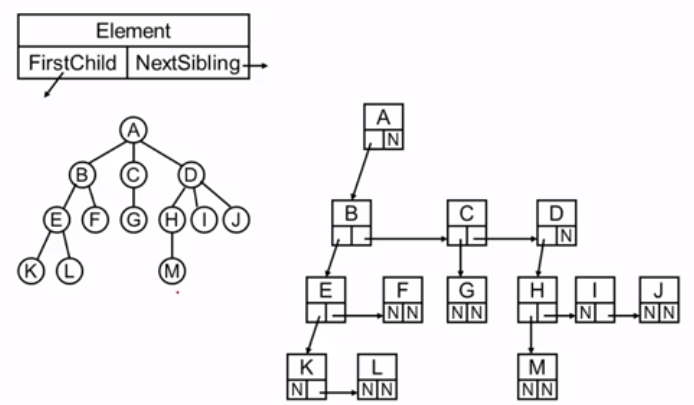 Element
FirstChild NextSibling
A
B C D
E F G H I J
K L M
A
N
B C D
N
E F G H I J
N N N N N N N
K L M
N N N N N